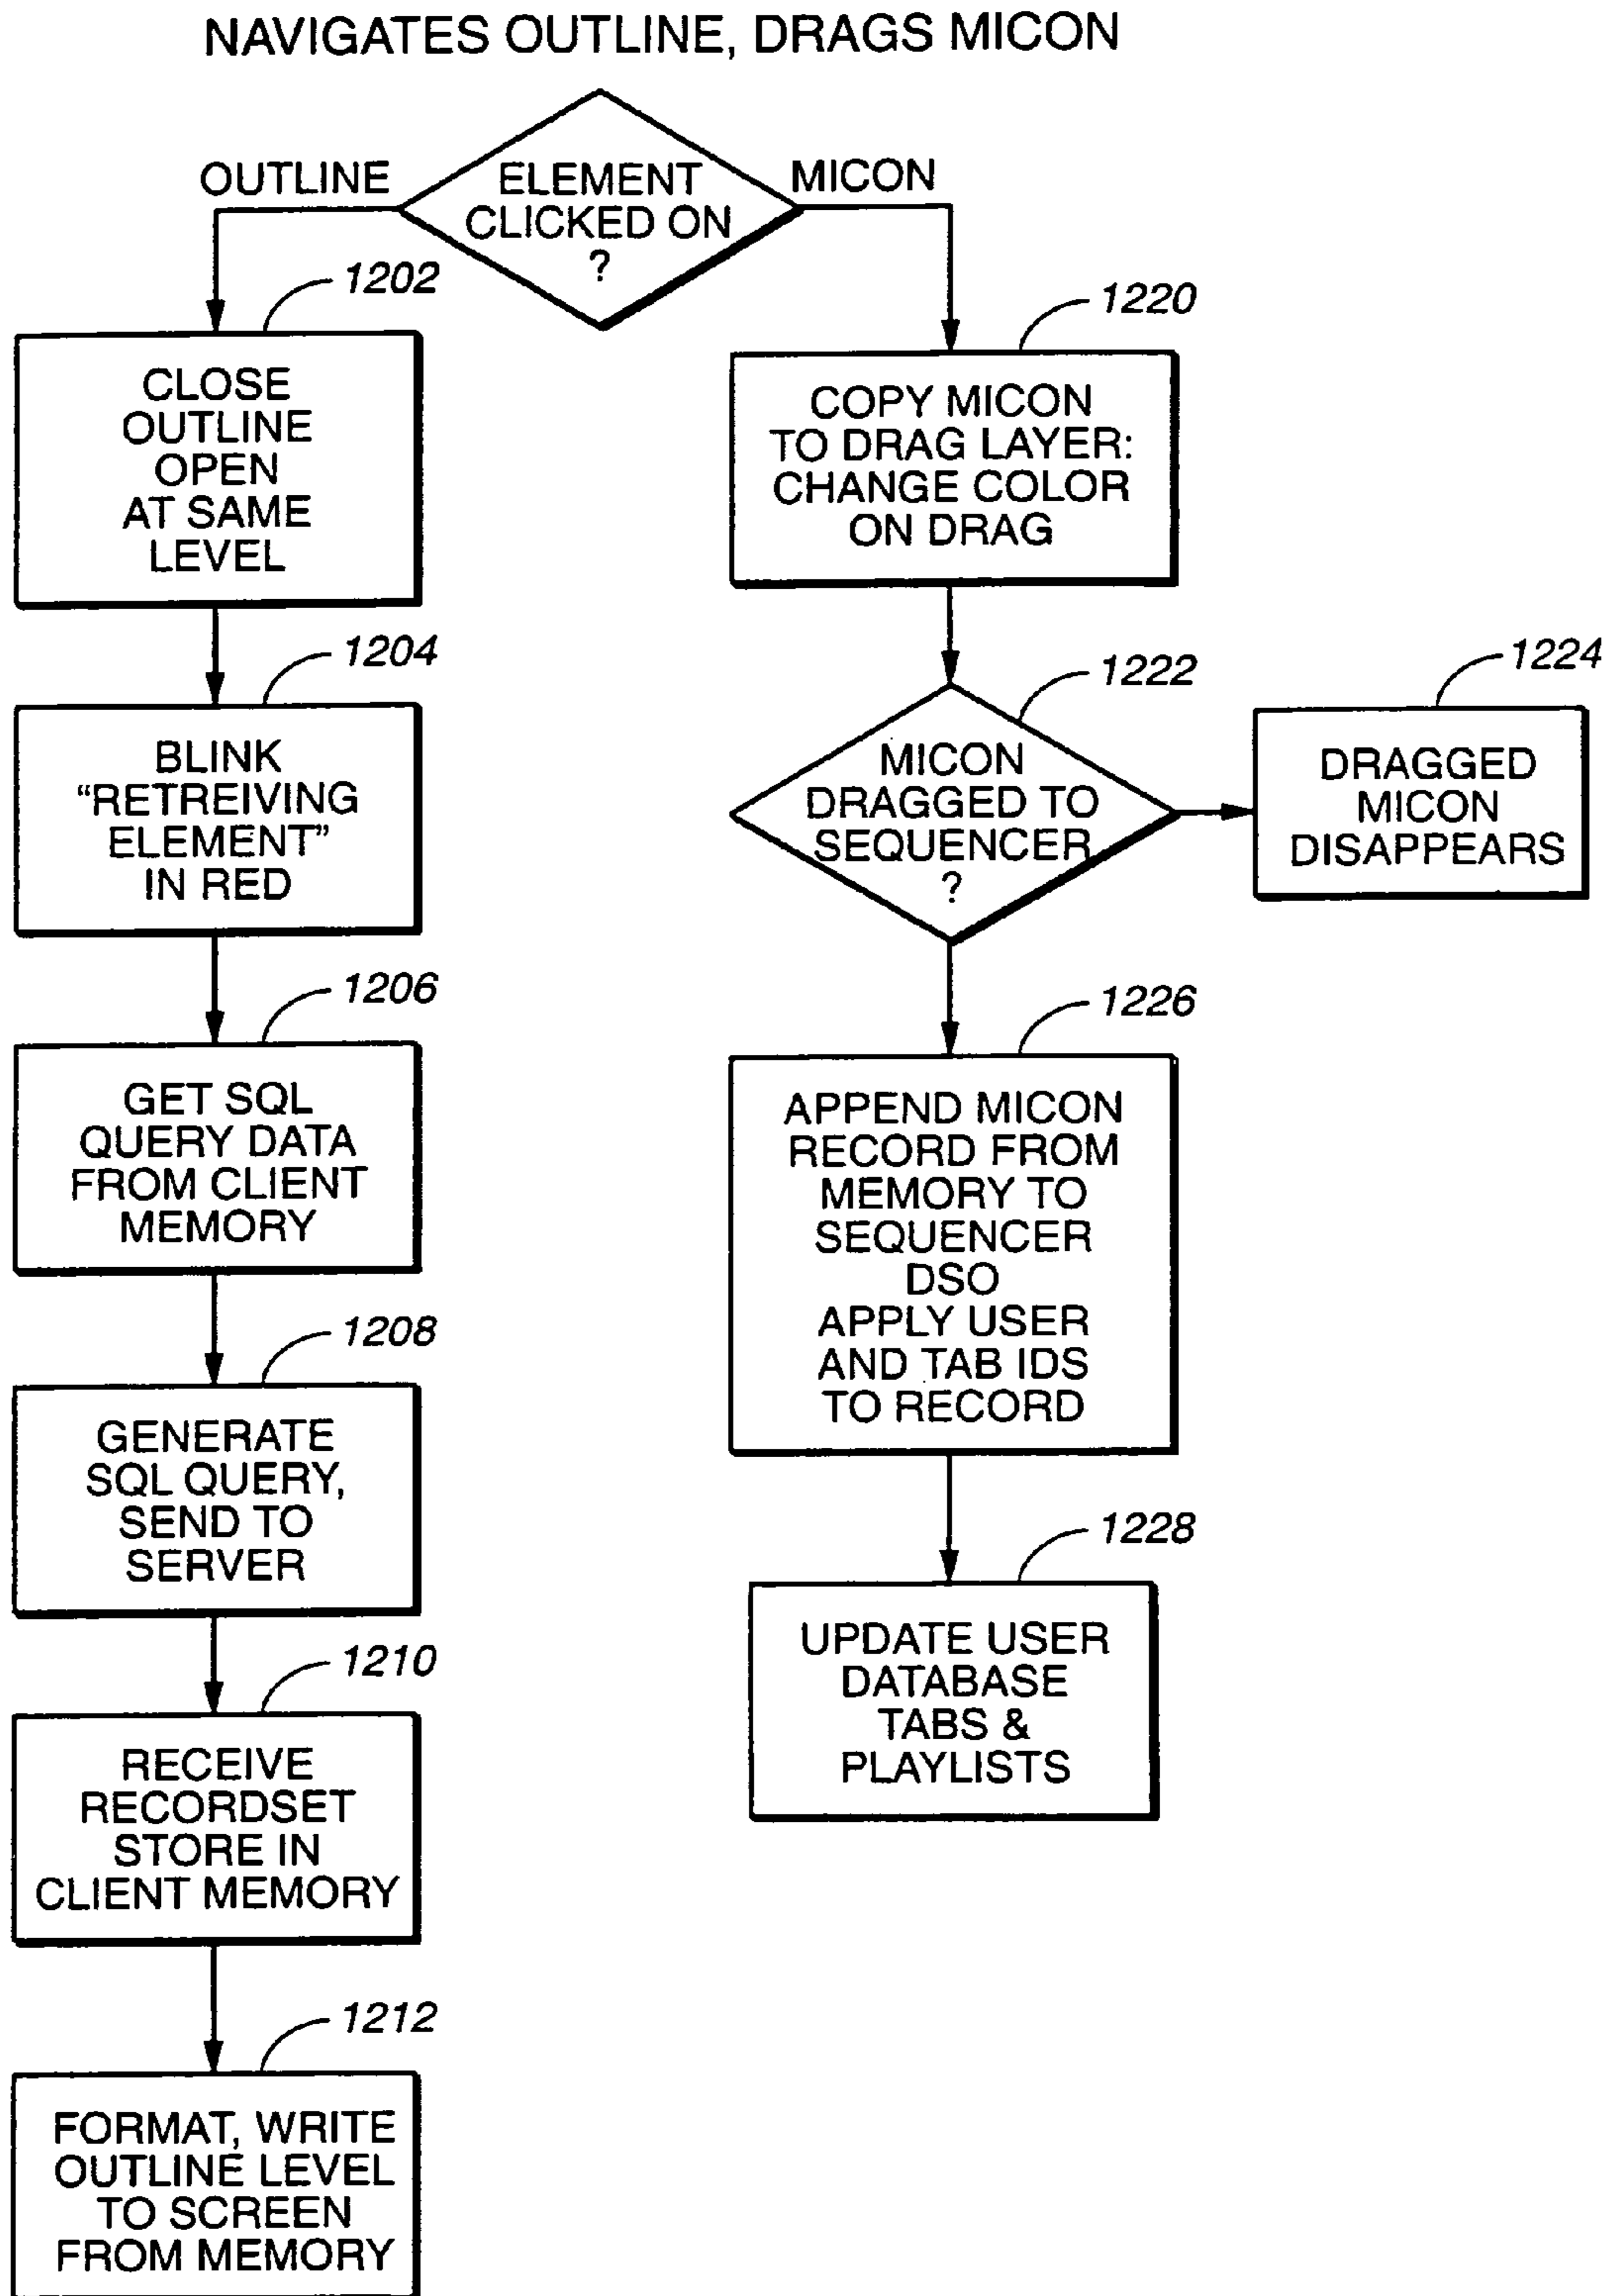 NAVIGATES OUTLINE, DRAGS MICON
ELEMENT
CLICKED ON
?
OUTLINE
MICON
1202
CLOSE
OUTLINE
OPEN
AT SAME
LEVEL
1204
BLINK
“RETREIVING
ELEMENT”
IN RED
1206
GET SQL
QUERY DATA
FROM CLIENT
MEMORY
1208
GENERATE
SQL QUERY,
SEND TO
SERVER
1210
RECEIVE
RECORDSET
STORE IN
CLIENT MEMORY
1212
FORMAT, WRITE
OUTLINE LEVEL
TO SCREEN
FROM MEMORY
1220
COPY MICON
TO DRAG LAYER:
CHANGE COLOR
ON DRAG
1222
MICON
DRAGGED TO
SEQUENCER
?
1224
DRAGGED
MICON
DISAPPEARS
1226
APPEND MICON
RECORD FROM
MEMORY TO
SEQUENCER
DSO
APPLY USER
AND TAB IDS
TO RECORD
1228
UPDATE USER
DATABASE
TABS &
PLAYLISTS